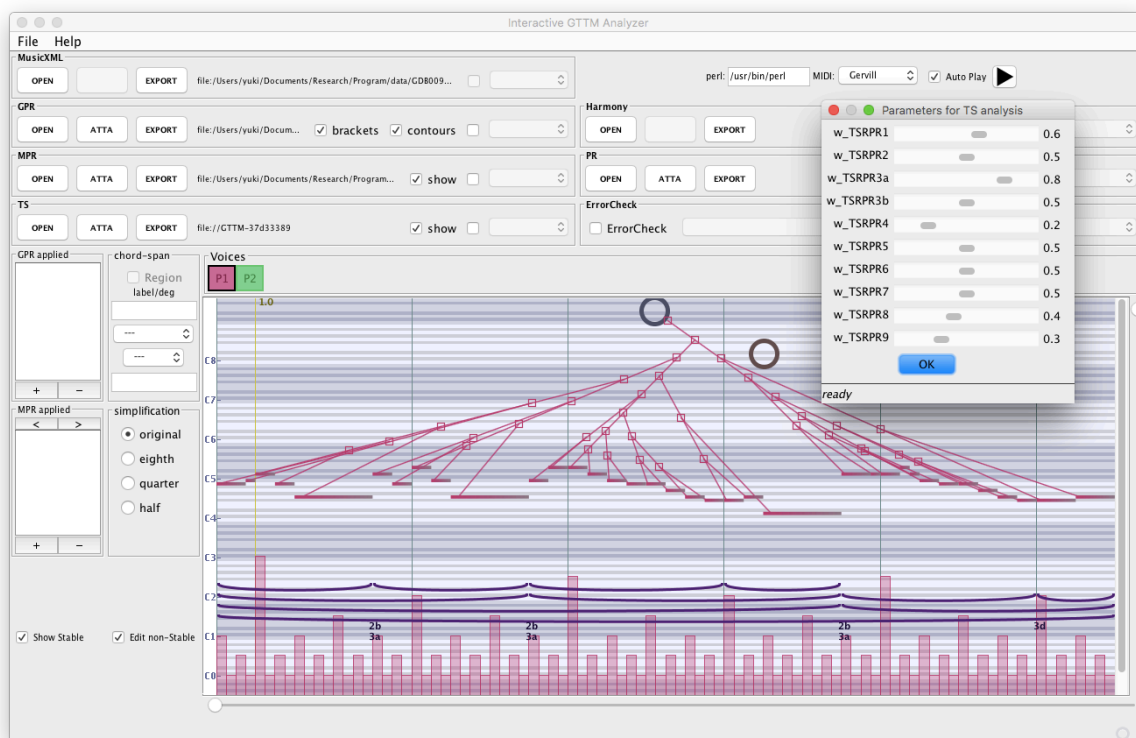 Interactive GTTM Analyzer
File Help
MusicXML
OPEN EXPORT file:/Users/yuki/Documents/Research/Program/data/GDB009... perl: /usr/bin/perl MIDI: Gervill Auto Play
GPR
OPEN ATTA EXPORT file:/Users/yuki/Docum... brackets contours
Harmony
OPEN EXPORT
MPR
OPEN ATTA EXPORT file:/Users/yuki/Documents/Research/Program... show
PR
OPEN ATTA EXPORT
TS
OPEN ATTA EXPORT file://GTTM-37d33389 show
ErrorCheck
ErrorCheck
Parameters for TS analysis
w_TSRPR1 0.6
w_TSRPR2 0.5
w_TSRPR3a 0.8
w_TSRPR3b 0.5
w_TSRPR4 0.2
w_TSRPR5 0.5
w_TSRPR6 0.5
w_TSRPR7 0.5
w_TSRPR8 0.4
w_TSRPR9 0.3
OK
ready
GPR applied
+ −
MPR applied
< >
+ −
chord-span
Region
label/deg
---
---
simplification
original
eighth
quarter
half
Show Stable Edit non-Stable
Voices
P1 P2
1.0
C8
C7
C6
C5
C4
C3
C2
C1
C0
2b 2b 2b 3d
3a 3a 3a